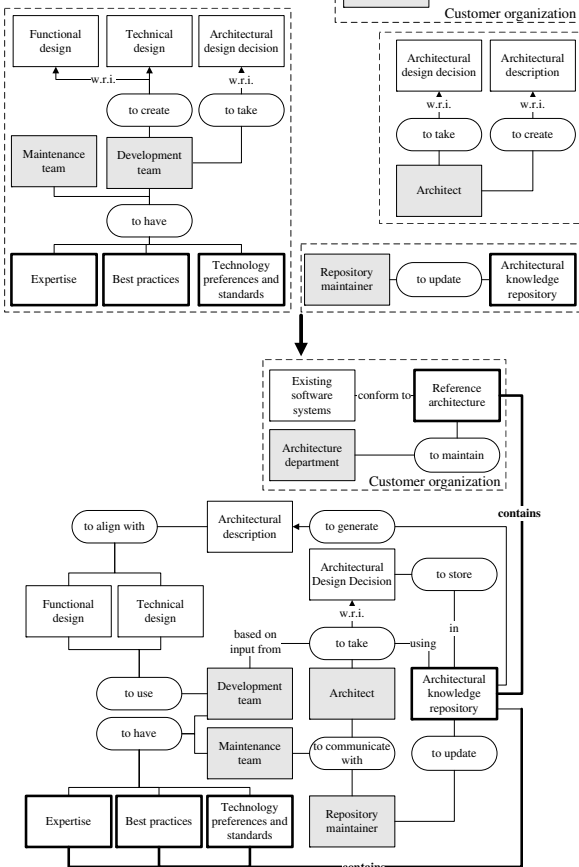 Customer organization
Functional
design
Technical
design
Architectural
design decision
w.r.i.
w.r.i.
to create
to take
Maintenance
team
Development
team
to have
Expertise
Best practices
Technology
preferences and
standards
Architectural
design decision
Architectural
description
w.r.i.
w.r.i.
to take
to create
Architect
Repository
maintainer
to update
Architectural
knowledge
repository
Existing
software
systems
conform to
Reference
architecture
Architecture
department
to maintain
Customer organization
contains
to align with
Architectural
description
to generate
Architectural
Design Decision
to store
Functional
design
Technical
design
w.r.i.
in
based on
input from
to take
using
to use
Development
team
Architect
Architectural
knowledge
repository
to have
Maintenance
team
to communicate
with
to update
Expertise
Best practices
Technology
preferences and
standards
Repository
maintainer
contains